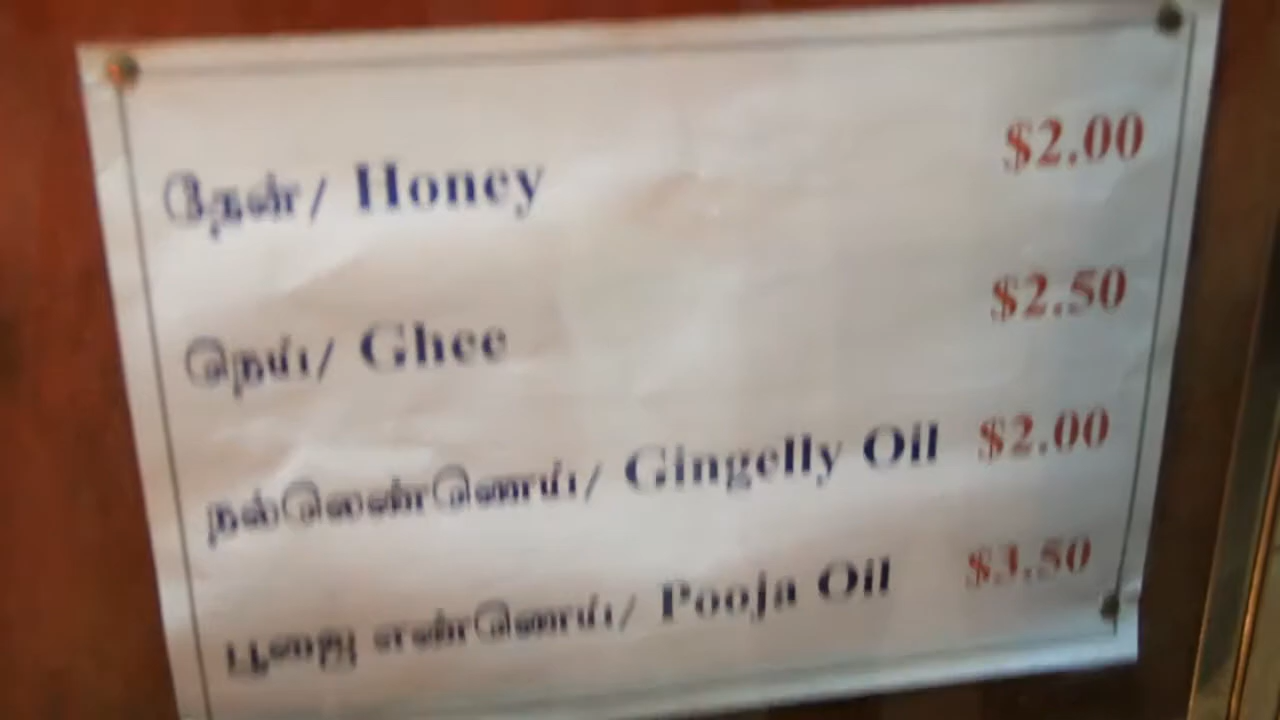 தேன்/ Honey $2.00
நெய்/ Ghee $2.50
நல்லெண்ணெய்/ Gingelly Oil $2.00
பூஜை எண்ணெய்/ Pooja Oil $3.50